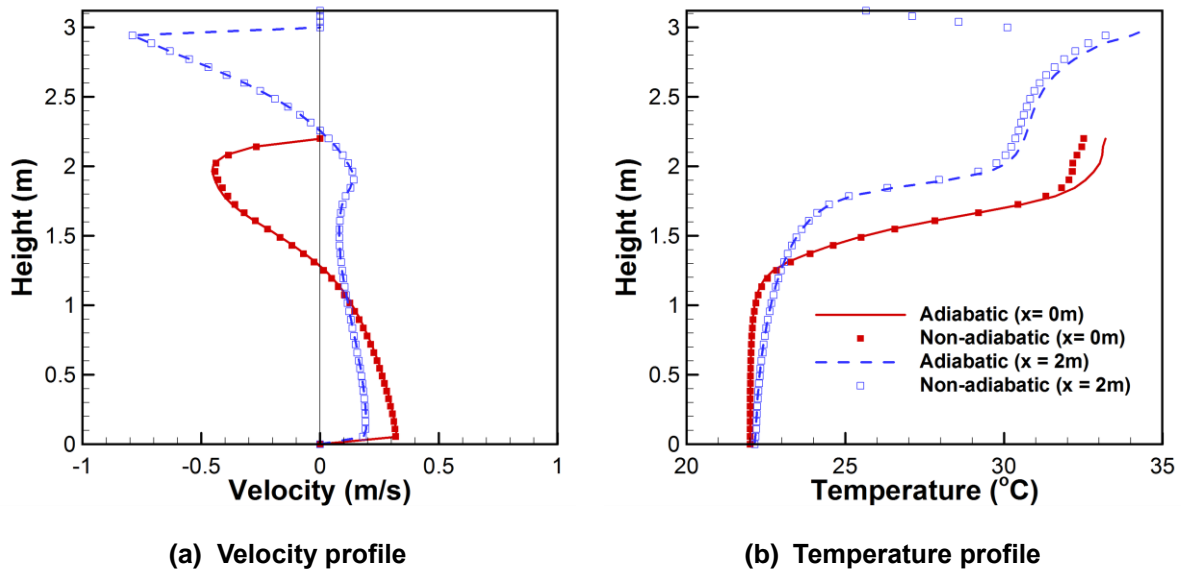 3
2.5
2
1.5
1
0.5
0
Height (m)
-1 -0.5 0 0.5 1
Velocity (m/s)
(a) Velocity profile
3
2.5
2
1.5
1
0.5
0
Height (m)
Adiabatic (x= 0m)
Non-adiabatic (x= 0m)
Adiabatic (x = 2m)
Non-adiabatic (x = 2m)
20 25 30 35
Temperature (°C)
(b) Temperature profile